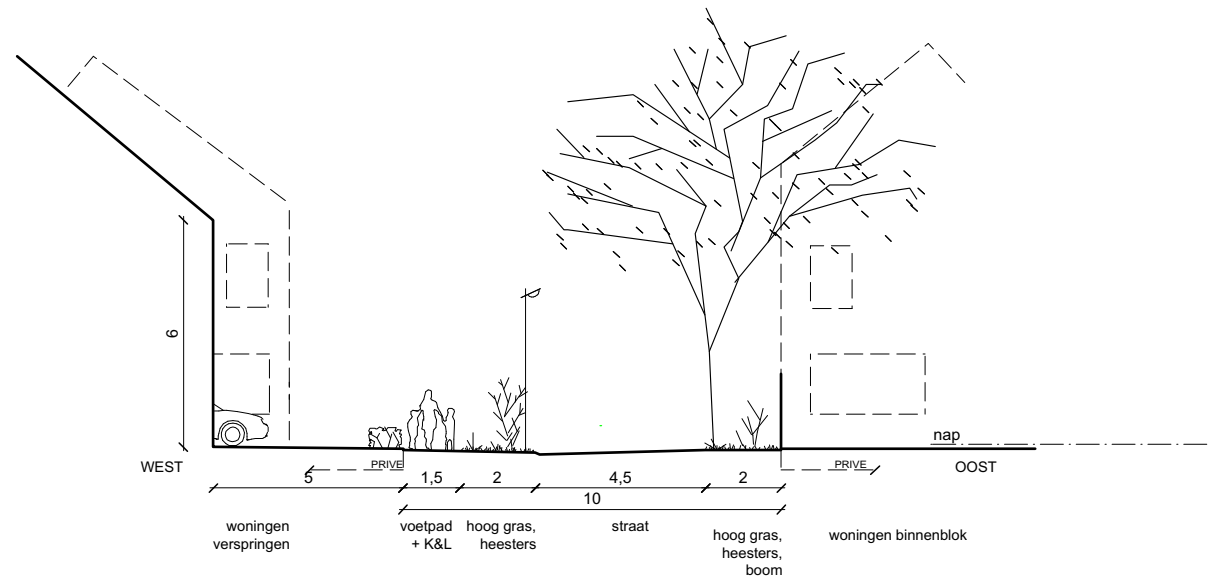 6
nap
WEST
PRIVE
PRIVE
OOST
5
1,5
2
4,5
2
10
woningen
verspringen
voetpad
+ K&L
hoog gras,
heesters
straat
hoog gras,
heesters,
boom
woningen binnenblok